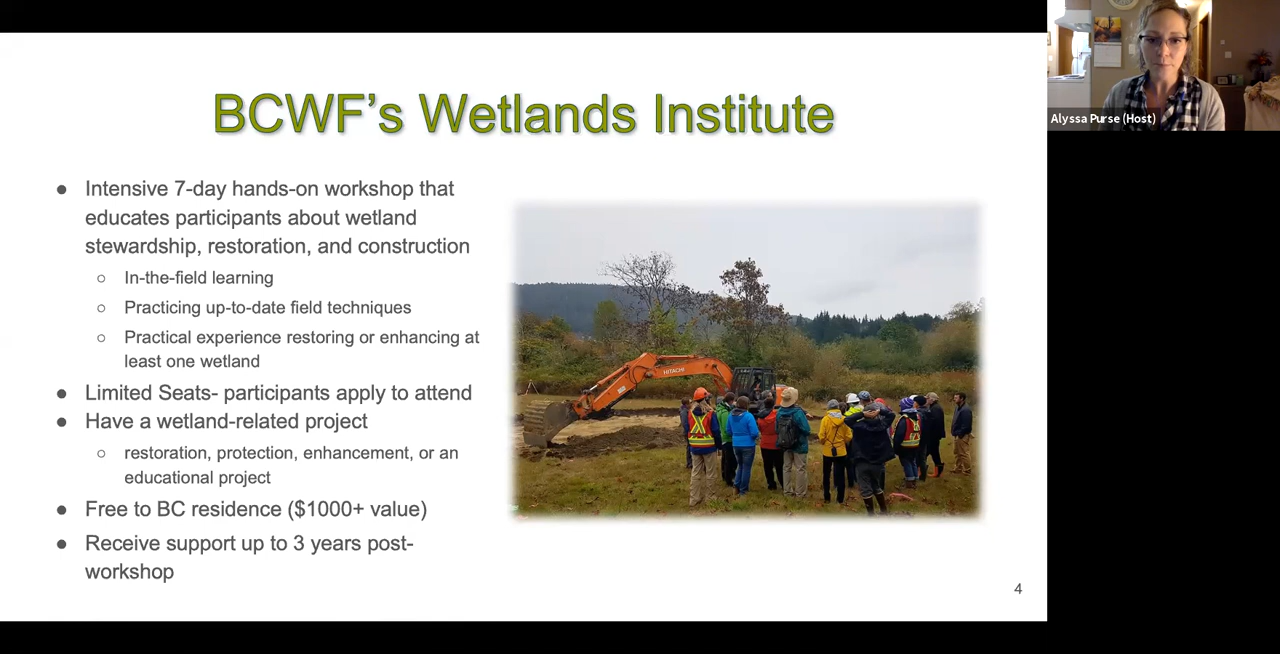 BCWF's Wetlands Institute
● Intensive 7-day hands-on workshop that
educates participants about wetland
stewardship, restoration, and construction
○ In-the-field learning
○ Practicing up-to-date field techniques
○ Practical experience restoring or enhancing at
least one wetland
● Limited Seats- participants apply to attend
● Have a wetland-related project
○ restoration, protection, enhancement, or an
educational project
● Free to BC residence ($1000+ value)
● Receive support up to 3 years post-
workshop
HITACHI
4
Alyssa Purse (Host)